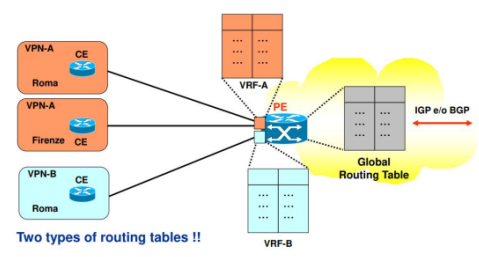 VPN-A
CE
Roma
VPN-A
Firenze
CE
VPN-B
CE
Roma
... ...
... ...
... ...
VRF-A
PE
... ...
... ...
... ...
Global
Routing Table
IGP e/o BGP
... ...
... ...
... ...
VRF-B
Two types of routing tables !!